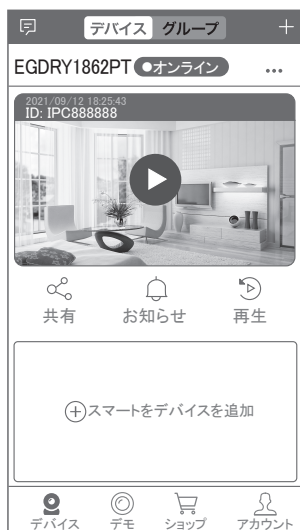 デバイス グループ
EGDRY1862PT オンライン
2021/09/12 18:25:43
ID: IPC888888
共有 お知らせ 再生
スマートをデバイスを追加
デバイス デモ ショップ アカウント